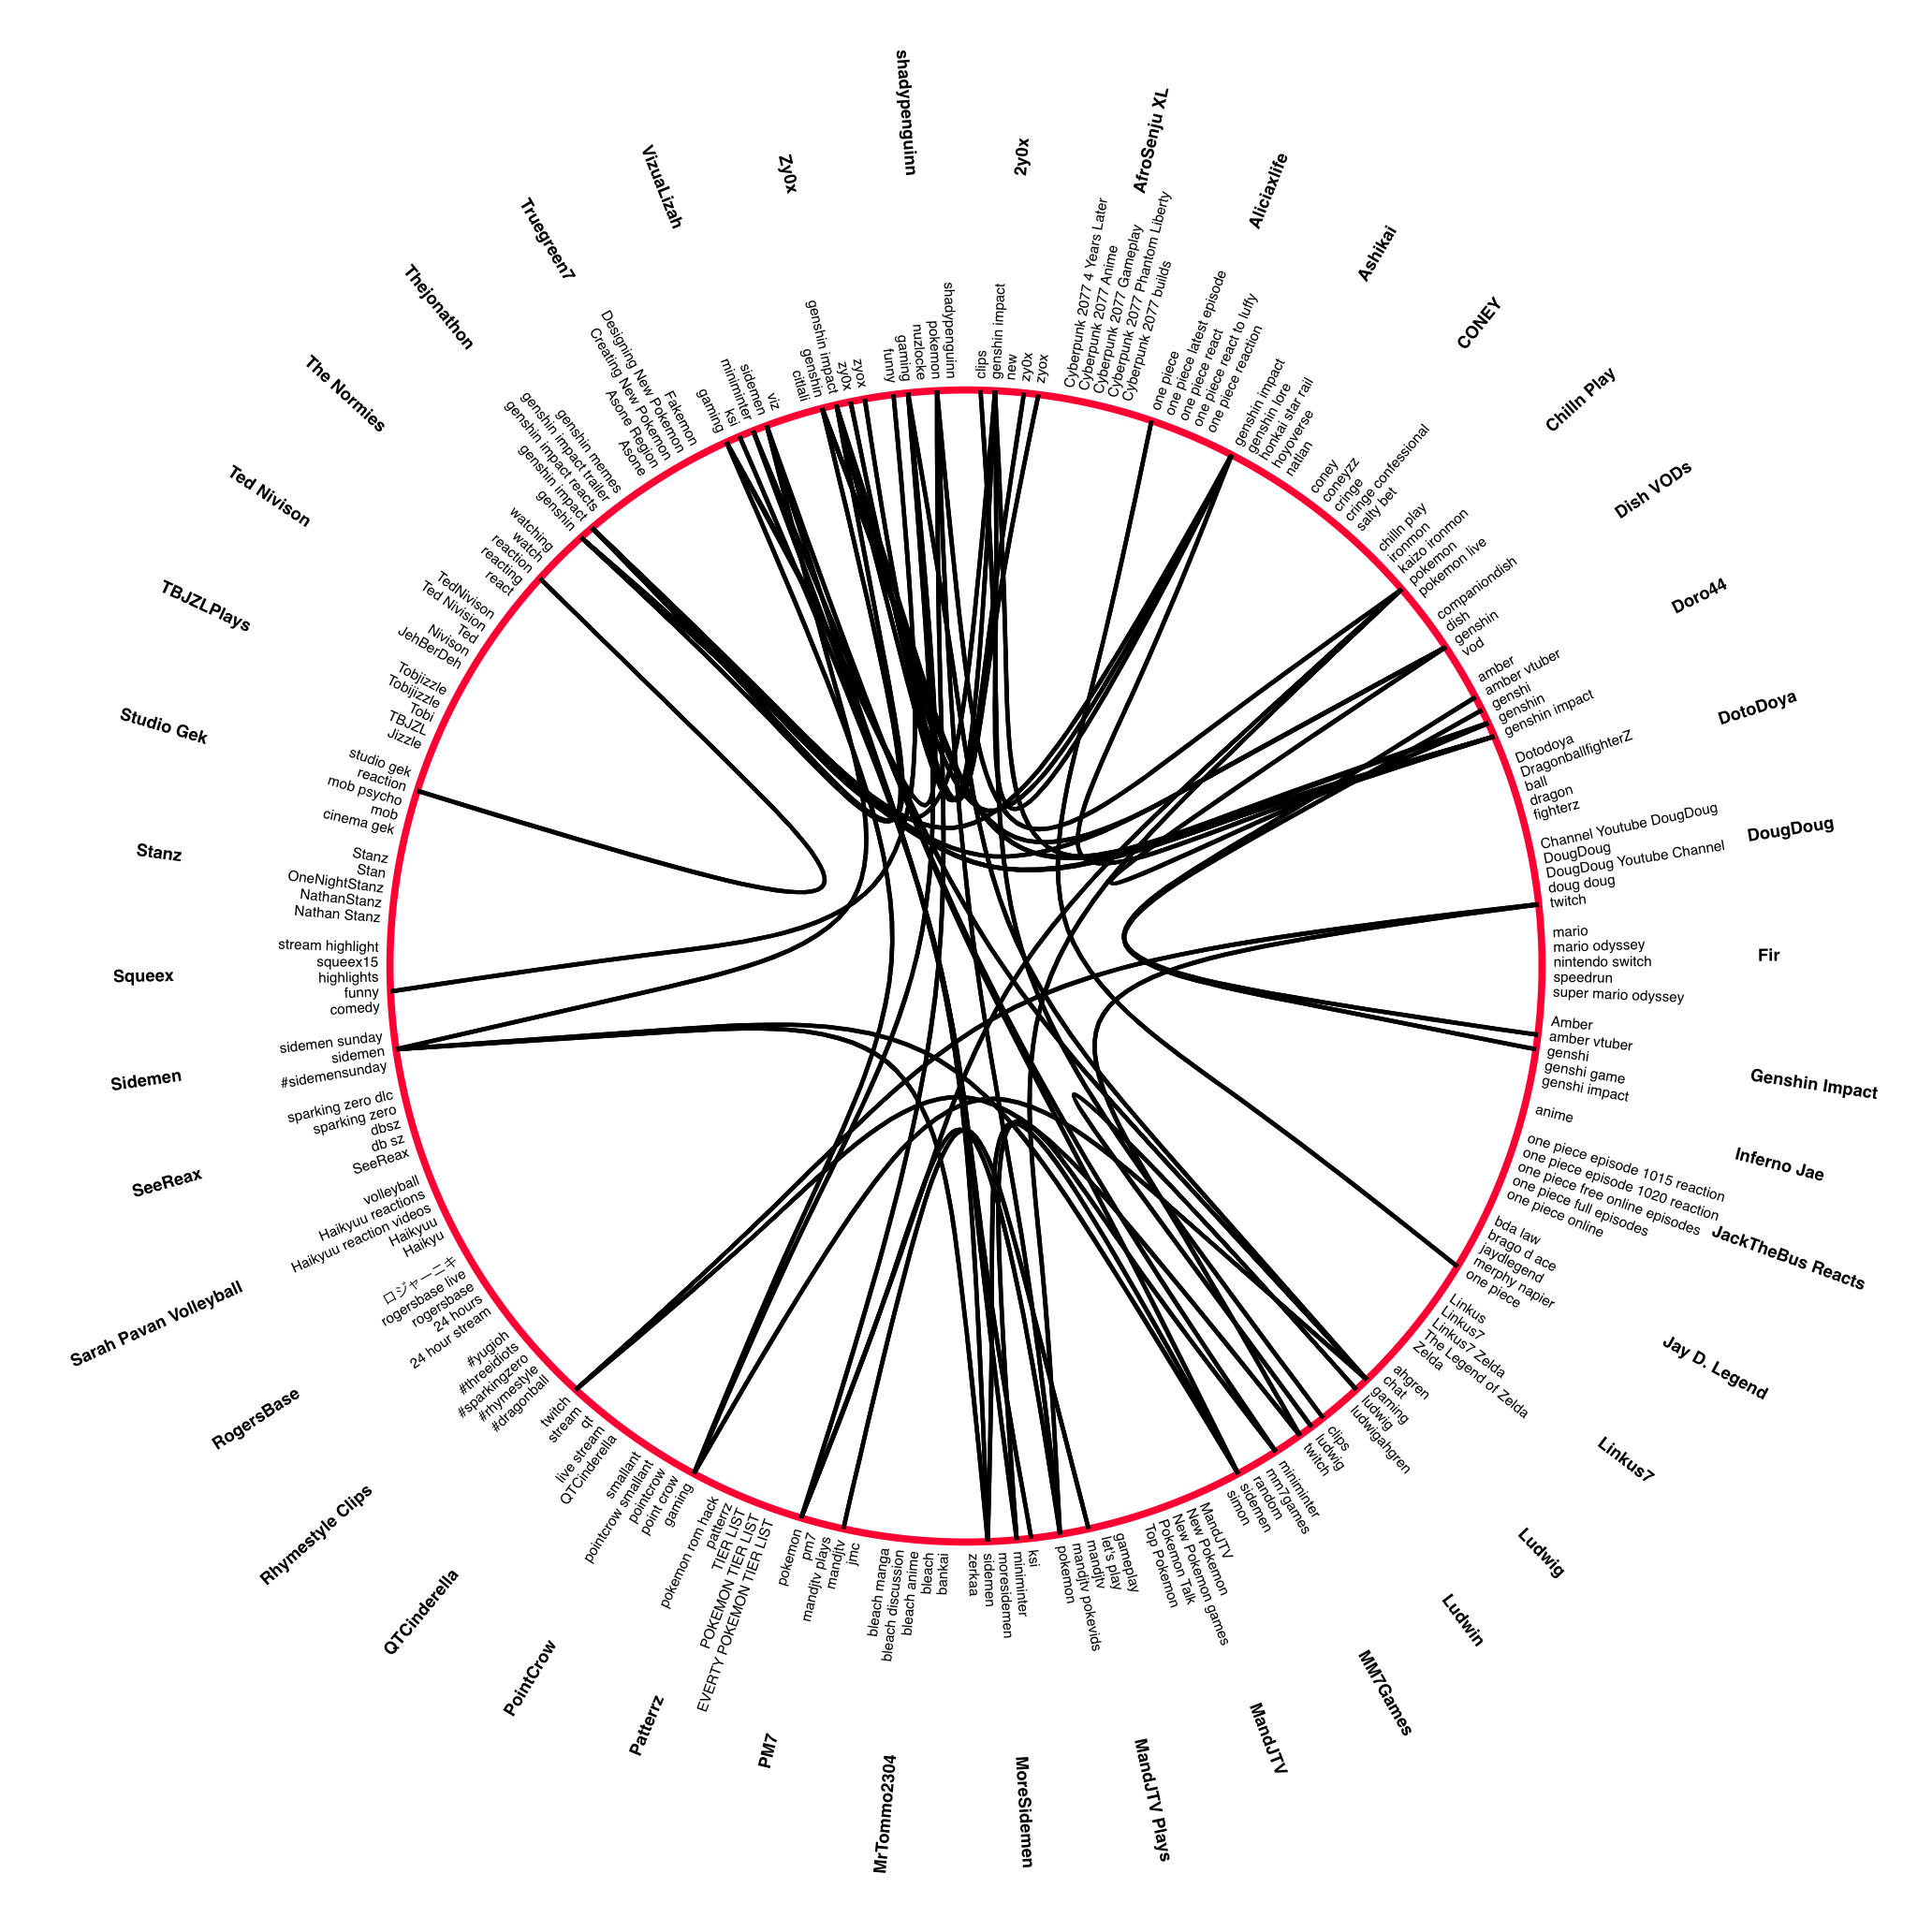 shadypenguinn
funny
gaming
nuzlocke
pokemon
shadypenguinn
2y0x
clips
genshin impact
new
zy0x
zyox
AfroSenju XL
Cyberpunk 2077 4 Years Later
Cyberpunk 2077 Anime
Cyberpunk 2077 Gameplay
Cyberpunk 2077 Phantom Liberty
Cyberpunk 2077 builds
Aliciaxlife
one piece
one piece latest episode
one piece react
one piece react to luffy
one piece reaction
Ashikai
genshin impact
genshin lore
honkai star rail
hoyoverse
natlan
CONEY
coney
coneyzz
cringe
cringe confessional
salty bet
Chilln Play
chilln play
ironmon
kaizo ironmon
pokemon
pokemon live
Dish VODs
companiondish
dish
genshin
vod
Doro44
amber
amber vtuber
genshi
genshin
genshin impact
DotoDoya
Dotodoya
DragonballfighterZ
ball
dragon
fighterz
DougDoug
Channel Youtube DougDoug
DougDoug
DougDoug Youtube Channel
doug doug
twitch
Fir
mario
mario odyssey
nintendo switch
speedrun
super mario odyssey
Genshin Impact
Amber
amber vtuber
genshi
genshi game
genshi impact
Inferno Jae
anime
JackTheBus Reacts
one piece episode 1015 reaction
one piece episode 1020 reaction
one piece free online episodes
one piece full episodes
one piece online
Jay D. Legend
bda law
brago d ace
jaydlegend
merphy napier
one piece
Linkus7
Linkus
Linkus7
Linkus7 Zelda
The Legend of Zelda
Zelda
Ludwig
ahgren
chat
gaming
ludwig
ludwigahgren
Ludwin
clips
ludwig
twitch
MM7Games
miniminter
mm7games
random
sidemen
simon
MandJTV
MandJTV
New Pokemon
New Pokemon games
Pokemon Talk
Top Pokemon
MandJTV Plays
gameplay
let's play
mandjtv
mandjtv pokevids
pokemon
MoreSidemen
ksi
miniminter
moresidemen
sidemen
zerkaa
MrTommo2304
bankai
bleach
bleach anime
bleach discussion
bleach manga
PM7
jnc
mandjtv
mandjtv plays
pm7
pokemon
Patterrz
EVERTY POKEMON TIER LIST
POKEMON TIER LIST
TIER LIST
patterrz
pokemon rom hack
PointCrow
gaming
point crow
pointcrow
pointcrow smallant
smallant
QTCinderella
QTCinderella
live stream
qt
stream
twitch
Rhymestyle Clips
#dragonball
#rhymestyle
#sparkingzero
#threeidiots
#yugioh
RogersBase
24 hour stream
24 hours
rogersbase
rogersbase live
ロジャーニキ
Sarah Pavan Volleyball
Haikyu
Haikyuu
Haikyuu reaction videos
Haikyuu reactions
volleyball
SeeReax
SeeReax
db sz
dbsz
sparking zero
sparking zero dlc
Sidemen
#sidemensunday
sidemen
sidemen sunday
Squeex
comedy
funny
highlights
squeex15
stream highlight
Stanz
Nathan Stanz
NathanStanz
OneNightStanz
Stan
Stanz
Studio Gek
cinema gek
mob
mob psycho
reaction
studio gek
TBJZLPlays
Jizzle
TBJZL
Tobi
Tobijizzle
Tobjizzle
Ted Nivison
JehBerDeh
Nivison
Ted
Ted Nivision
TedNivison
The Normies
react
reacting
reaction
watch
watching
Thejonathon
genshin
genshin impact
genshin impact reacts
genshin impact trailer
genshin memes
Truegreen7
Asone
Asone Region
Creating New Pokemon
Designing New Pokemon
Fakemon
VizuaLizah
gaming
ksi
miniminter
sidemen
viz
Zy0x
citlali
genshin
genshin impact
zy0x
zyox